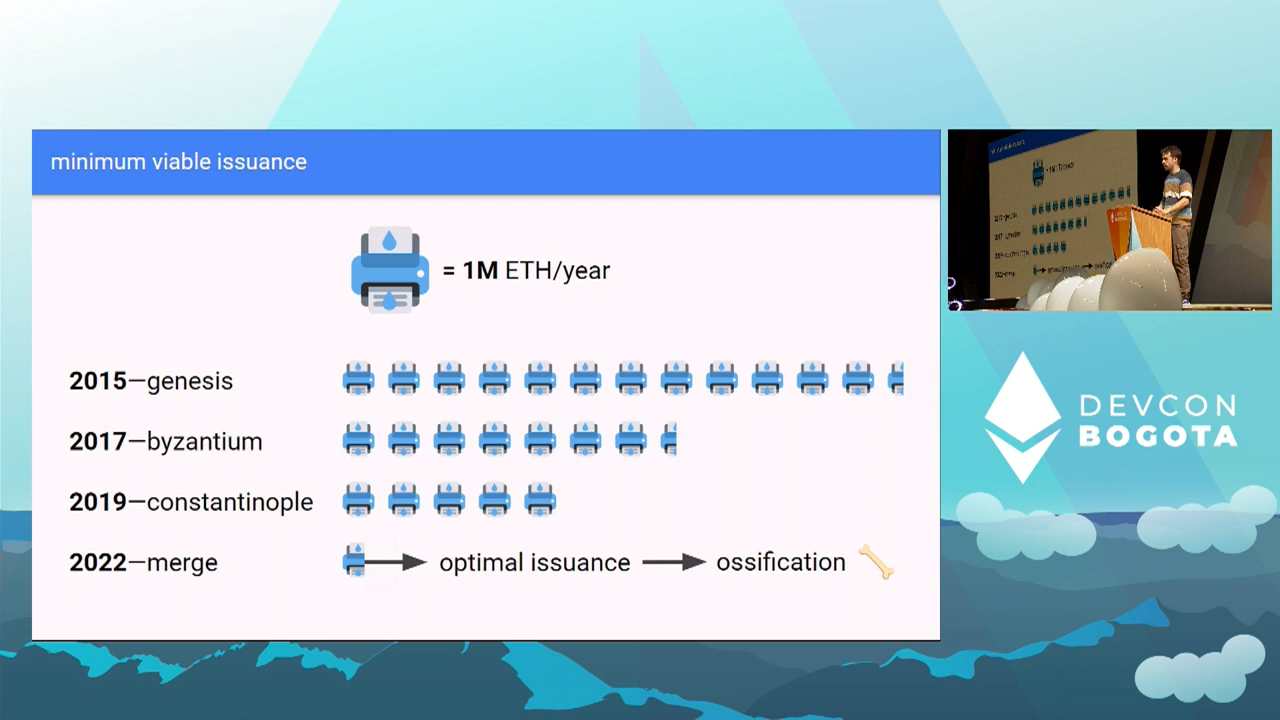 minimum viable issuance
= 1M ETH/year
2015—genesis
2017—byzantium
2019—constantinople
2022—merge
optimal issuance
ossification
DEVCON
BOGOTA